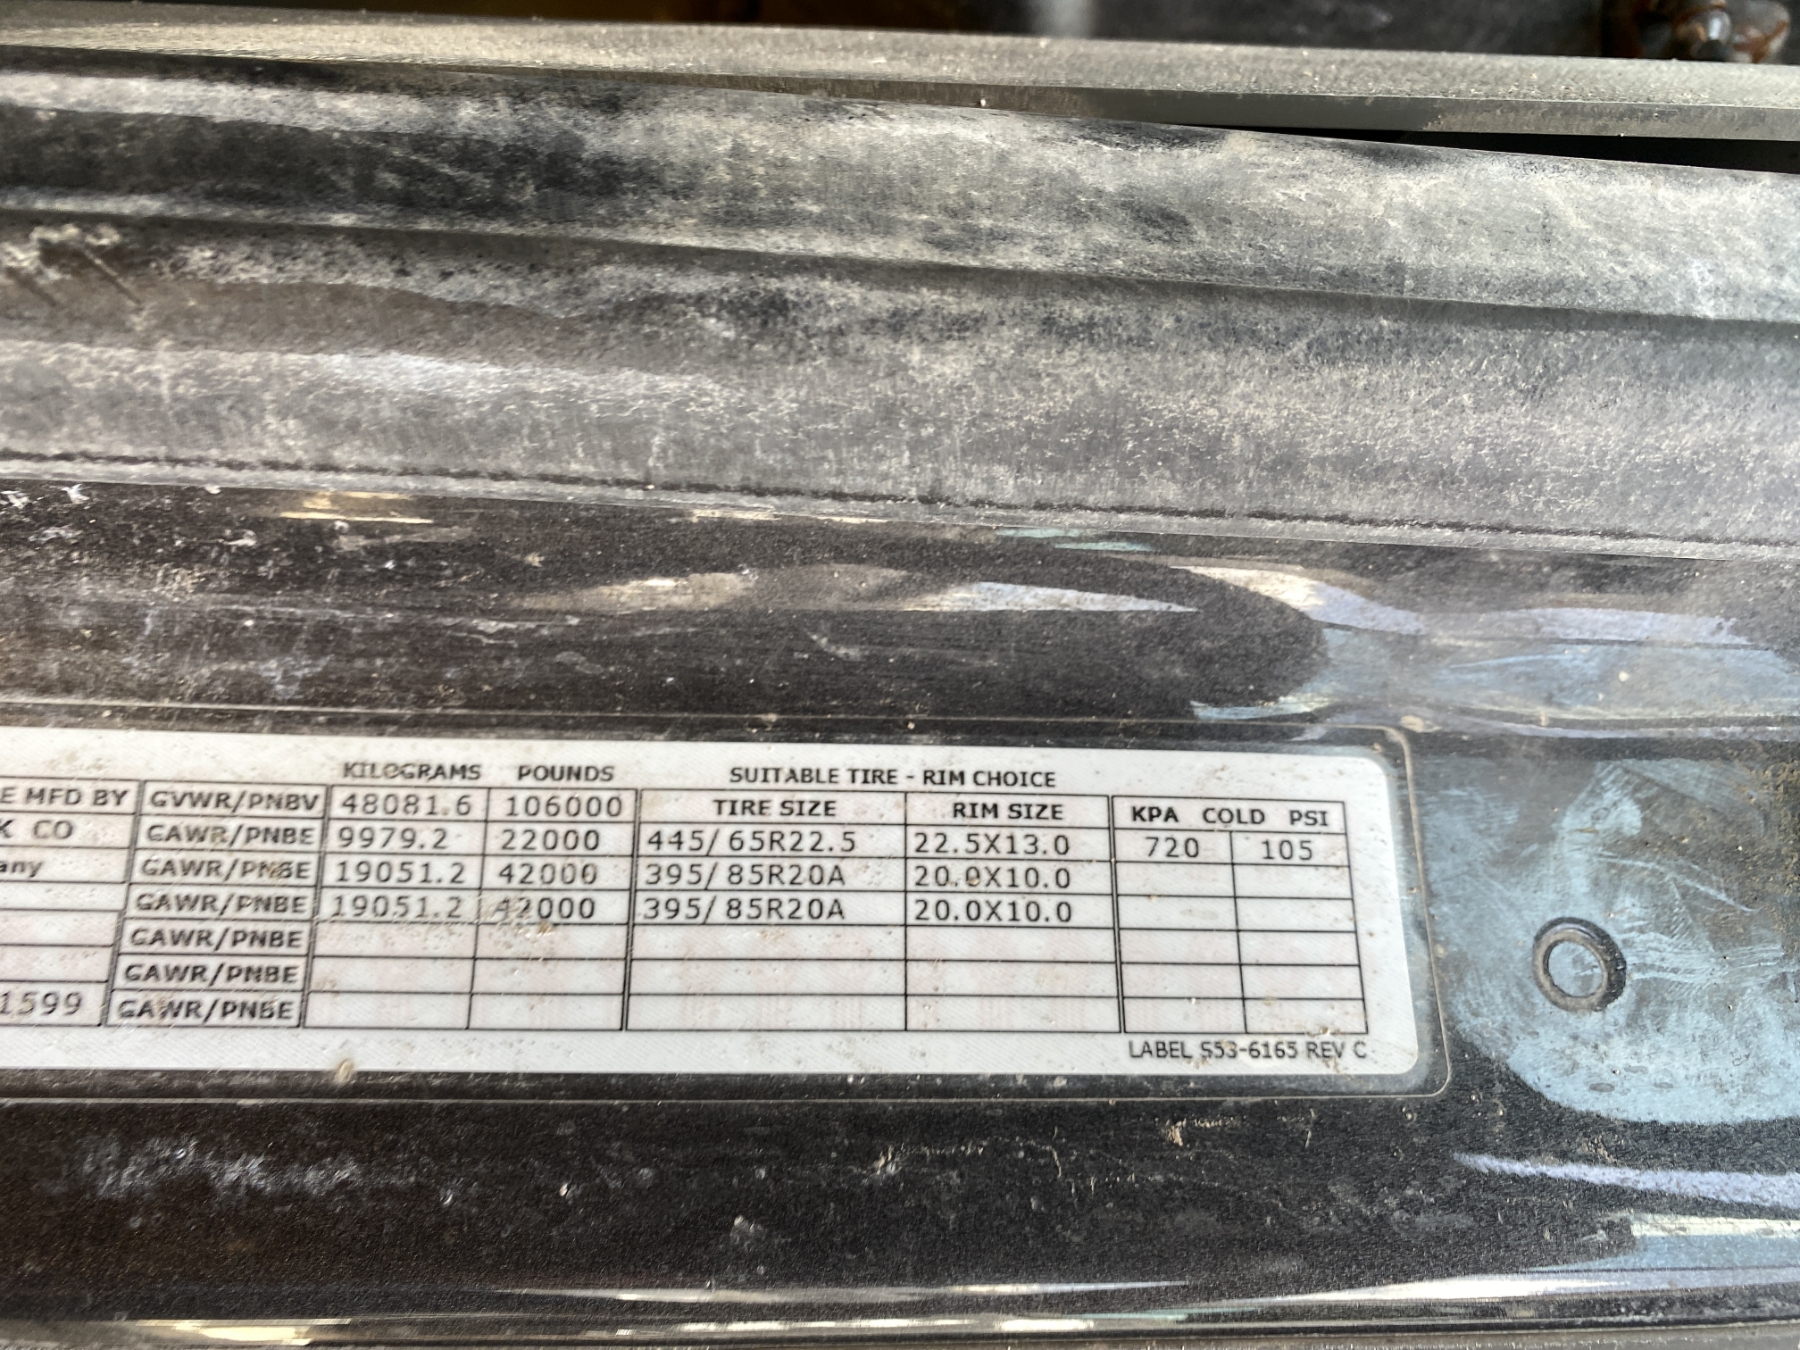 KILOGRAMS POUNDS SUITABLE TIRE - RIM CHOICE
E MFD BY GVWR/PNBV 48081.6 106000 TIRE SIZE RIM SIZE KPA COLD PSI
K CO GAWR/PNBE 9979.2 22000 445/65R22.5 22.5X13.0 720 105
any GAWR/PNBE 19051.2 42000 395/85R20A 20.0X10.0
GAWR/PNBE 19051.2 42000 395/85R20A 20.0X10.0
GAWR/PNBE
GAWR/PNBE
1599 GAWR/PNBE
LABEL S53-6165 REV C